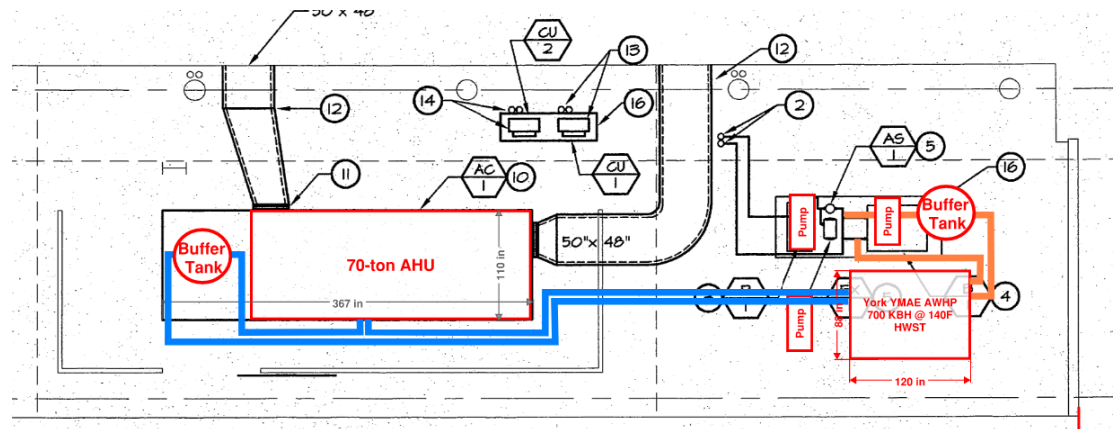 50" x 48"
CU
2
13
12
14
16
12
2
CU
1
AS
1
5
16
11
AC
1
10
Pump
Pump
Buffer
Tank
Buffer
Tank
70-ton AHU
110 in
50"x 48"
367 in
1
4
York YMAE AWHP
700 KBH @ 140F
HWST
Pump
120 in